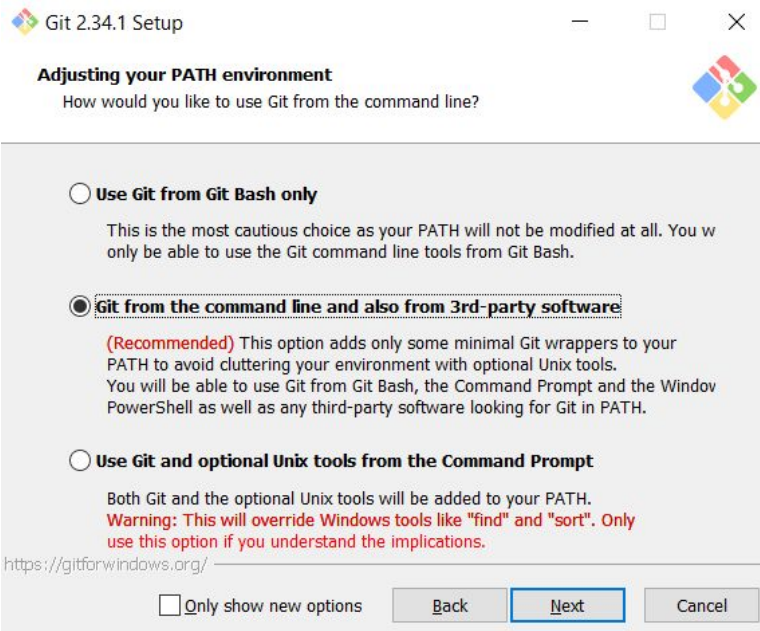 Git 2.34.1 Setup
Adjusting your PATH environment
How would you like to use Git from the command line?
Use Git from Git Bash only
This is the most cautious choice as your PATH will not be modified at all. You w
only be able to use the Git command line tools from Git Bash.
Git from the command line and also from 3rd-party software
(Recommended) This option adds only some minimal Git wrappers to your
PATH to avoid cluttering your environment with optional Unix tools.
You will be able to use Git from Git Bash, the Command Prompt and the Window
PowerShell as well as any third-party software looking for Git in PATH.
Use Git and optional Unix tools from the Command Prompt
Both Git and the optional Unix tools will be added to your PATH.
Warning: This will override Windows tools like "find" and "sort". Only
use this option if you understand the implications.
https://gitforwindows.org/
Only show new options Back Next Cancel